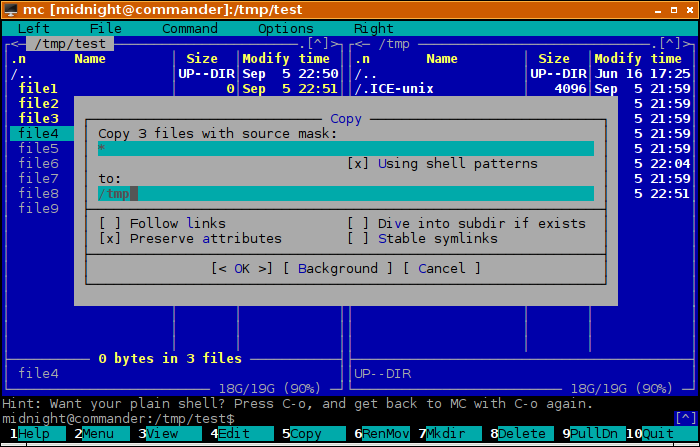 mc [midnight@commander]:/tmp/test
Left File Command Options Right
<─ /tmp/test .[^]> <─ /tmp .[^]>
.n Name Size Modify time .n Name Size Modify time
/.. UP--DIR Sep 5 22:50 /.. UP--DIR Jun 16 17:25
file1 0 Sep 5 22:51 /.ICE-unix 4096 Sep 5 21:59
file2 5 21:59
file3 Copy 5 21:59
file4 Copy 3 files with source mask: 5 21:59
file5 * 5 21:59
file6 [x] Using shell patterns 5 22:04
file7 to: 5 21:59
file8 /tmp 5 22:51
file9
[ ] Follow links [ ] Dive into subdir if exists
[x] Preserve attributes [ ] Stable symlinks
[< OK >] [ Background ] [ Cancel ]
0 bytes in 3 files
file4 UP--DIR
18G/19G (90%) 18G/19G (90%)
Hint: Want your plain shell? Press C-o, and get back to MC with C-o again.
midnight@commander:/tmp/test$ [^]
1Help 2Menu 3View 4Edit 5Copy 6RenMov 7Mkdir 8Delete 9PullDn 10Quit